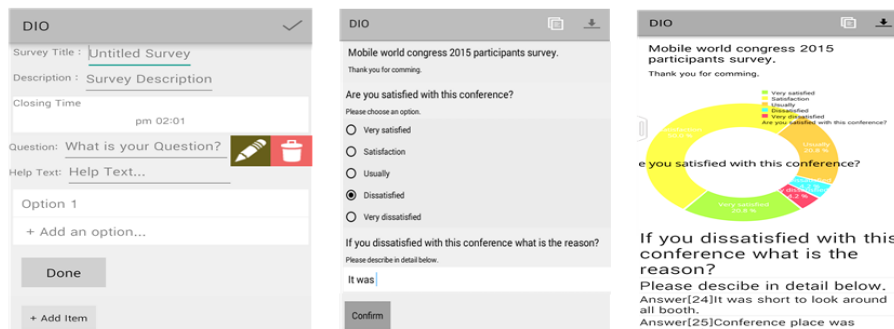 DIO
Survey Title : Untitled Survey
Description : Survey Description
Closing Time
pm 02:01
Question: What is your Question?
Help Text: Help Text...
Option 1
+ Add an option...
Done
+ Add Item
DIO
Mobile world congress 2015 participants survey.
Thank you for comming.
Are you satisfied with this conference?
Please choose an option.
Very satisfied
Satisfaction
Usually
Dissatisfied
Very dissatisfied
If you dissatisfied with this conference what is the reason?
Please describe in detail below.
It was
Confirm
DIO
Mobile world congress 2015
participants survey.
Thank you for comming.
Very satisfied
Satisfaction
Usually
Dissatisfied
Very dissatisfied
Are you satisfied with this conference?
Usually
20.8 %
e you satisfied with this conference?
4.2 %
Very satisfied
20.8 %
If you dissatisfied with this
conference what is the
reason?
Please descibe in detail below.
Answer[24]It was short to look around
all booth.
Answer[25]Conference place was